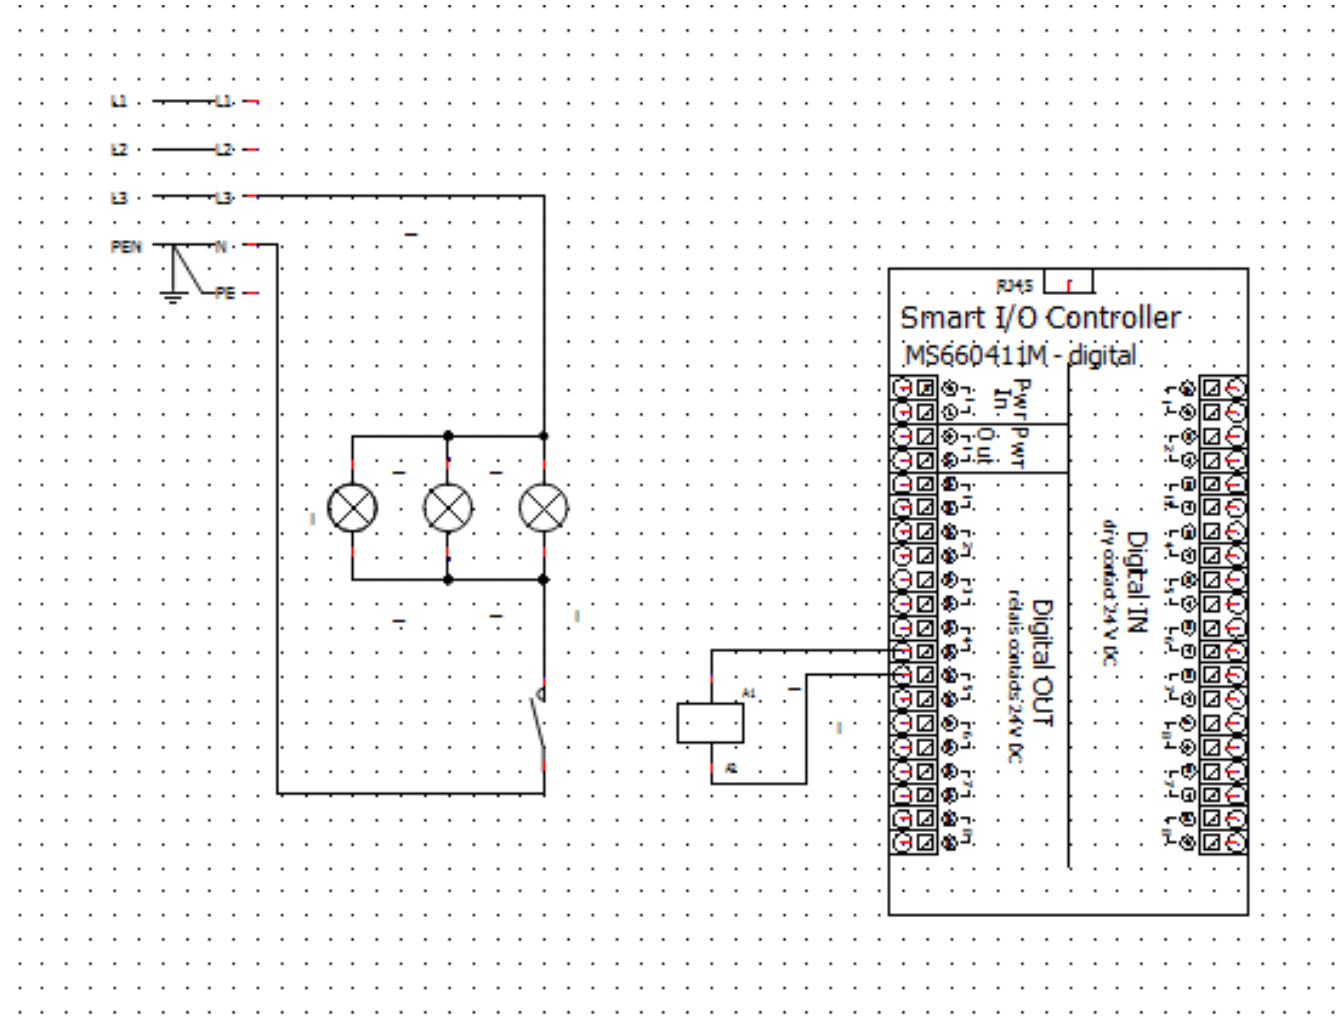 L1 L1
L2 L2
L3 L3
PEN N
PE
RJ45
Smart I/O Controller
MS660411M - digital
Pwr In
Pwr Out
Digital IN
dry contact 24 V DC
Digital OUT
relais contacts 24V DC
A1
A2